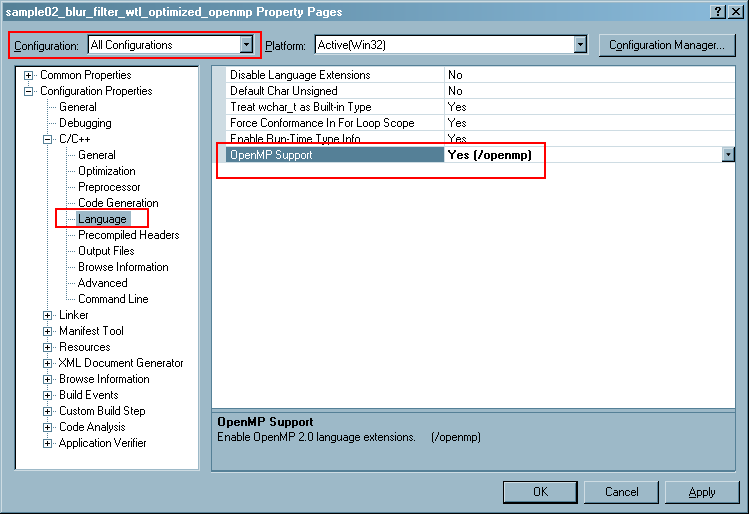 sample02_blur_filter_wtl_optimized_openmp Property Pages
Configuration: All Configurations Platform: Active(Win32) Configuration Manager...
Common Properties
Configuration Properties
General
Debugging
C/C++
General
Optimization
Preprocessor
Code Generation
Language
Precompiled Headers
Output Files
Browse Information
Advanced
Command Line
Linker
Manifest Tool
Resources
XML Document Generator
Browse Information
Build Events
Custom Build Step
Code Analysis
Application Verifier
Disable Language Extensions No
Default Char Unsigned No
Treat wchar_t as Built-in Type Yes
Force Conformance In For Loop Scope Yes
Enable Run-Time Type Info Yes
OpenMP Support Yes (/openmp)
OpenMP Support
Enable OpenMP 2.0 language extensions. (/openmp)
OK Cancel Apply